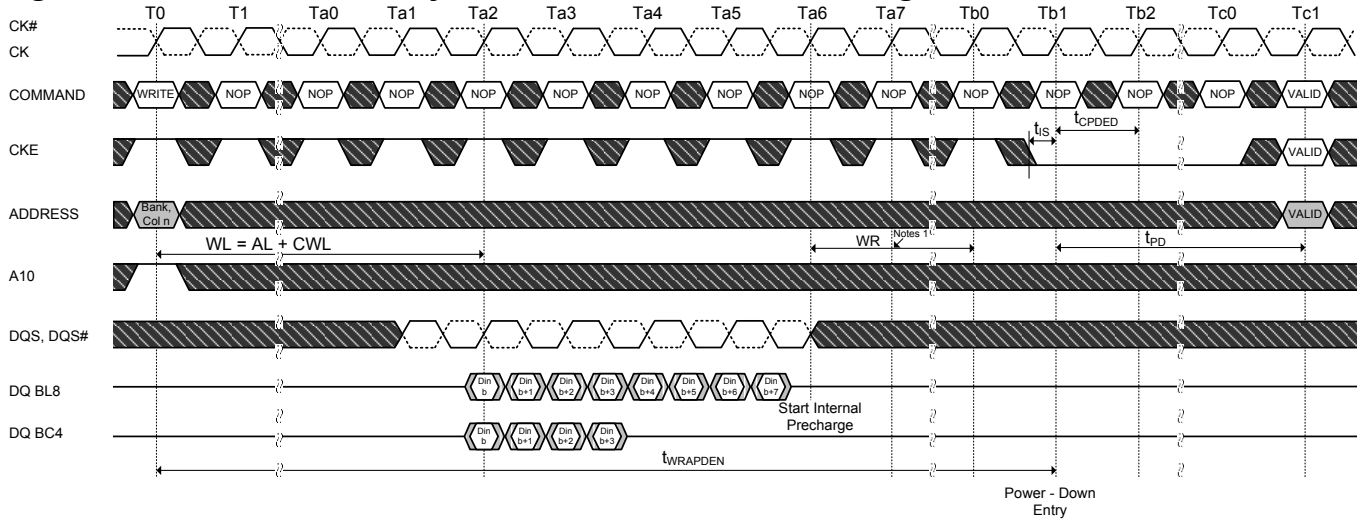 T0 T1 Ta0 Ta1 Ta2 Ta3 Ta4 Ta5 Ta6 Ta7 Tb0 Tb1 Tb2 Tc0 Tc1
CK#
CK
COMMAND WRITE NOP NOP NOP NOP NOP NOP NOP NOP NOP NOP NOP NOP NOP VALID
tIS tCPDED
CKE VALID
ADDRESS Bank, VALID
Col n
WL = AL + CWL WR Notes 1 tPD
A10
DQS, DQS#
DQ BL8 Din Din Din Din Din Din Din Din
b b+1 b+2 b+3 b+4 b+5 b+6 b+7
Start Internal
Precharge
DQ BC4 Din Din Din Din
b b+1 b+2 b+3
tWRAPDEN
Power - Down
Entry